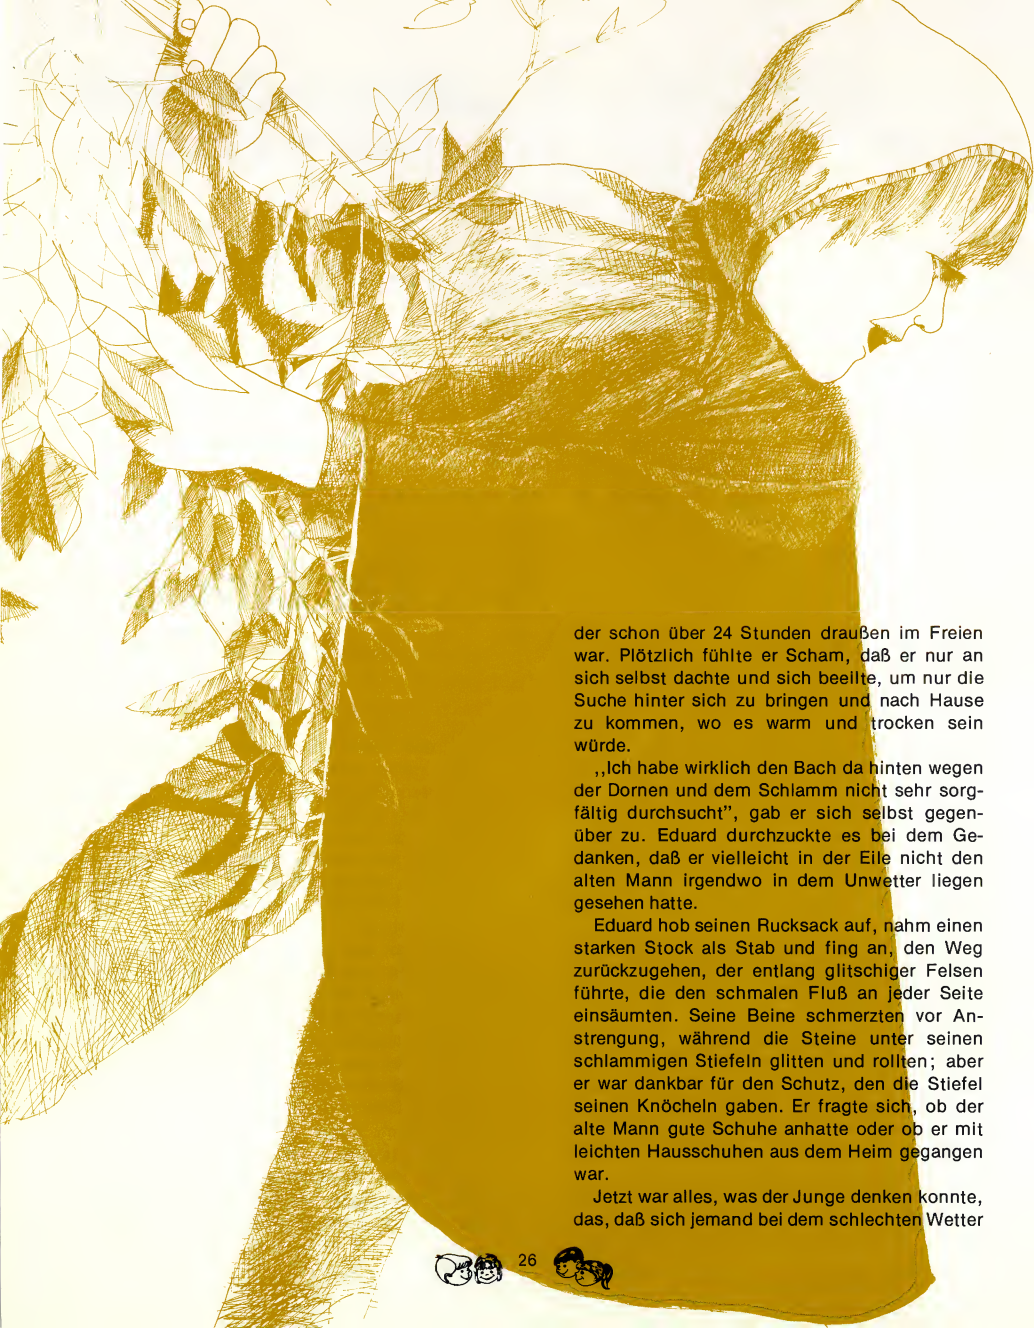 der schon über 24 Stunden draußen im Freien
war. Plötzlich fühlte er Scham, daß er nur an
sich selbst dachte und sich beeilte, um nur die
Suche hinter sich zu bringen und nach Hause
zu kommen, wo es warm und trocken sein
würde.
,,Ich habe wirklich den Bach da hinten wegen
der Dornen und dem Schlamm nicht sehr sorg-
fältig durchsucht”, gab er sich selbst gegen-
über zu. Eduard durchzuckte es bei dem Ge-
danken, daß er vielleicht in der Eile nicht den
alten Mann irgendwo in dem Unwetter liegen
gesehen hatte.
Eduard hob seinen Rucksack auf, nahm einen
starken Stock als Stab und fing an, den Weg
zurückzugehen, der entlang glitschiger Felsen
führte, die den schmalen Fluß an jeder Seite
einsäumten. Seine Beine schmerzten vor An-
strengung, während die Steine unter seinen
schlammigen Stiefeln glitten und rollten; aber
er war dankbar für den Schutz, den die Stiefel
seinen Knöcheln gaben. Er fragte sich, ob der
alte Mann gute Schuhe anhatte oder ob er mit
leichten Hausschuhen aus dem Heim gegangen
war.
Jetzt war alles, was der Junge denken konnte,
das, daß sich jemand bei dem schlechten Wetter
26